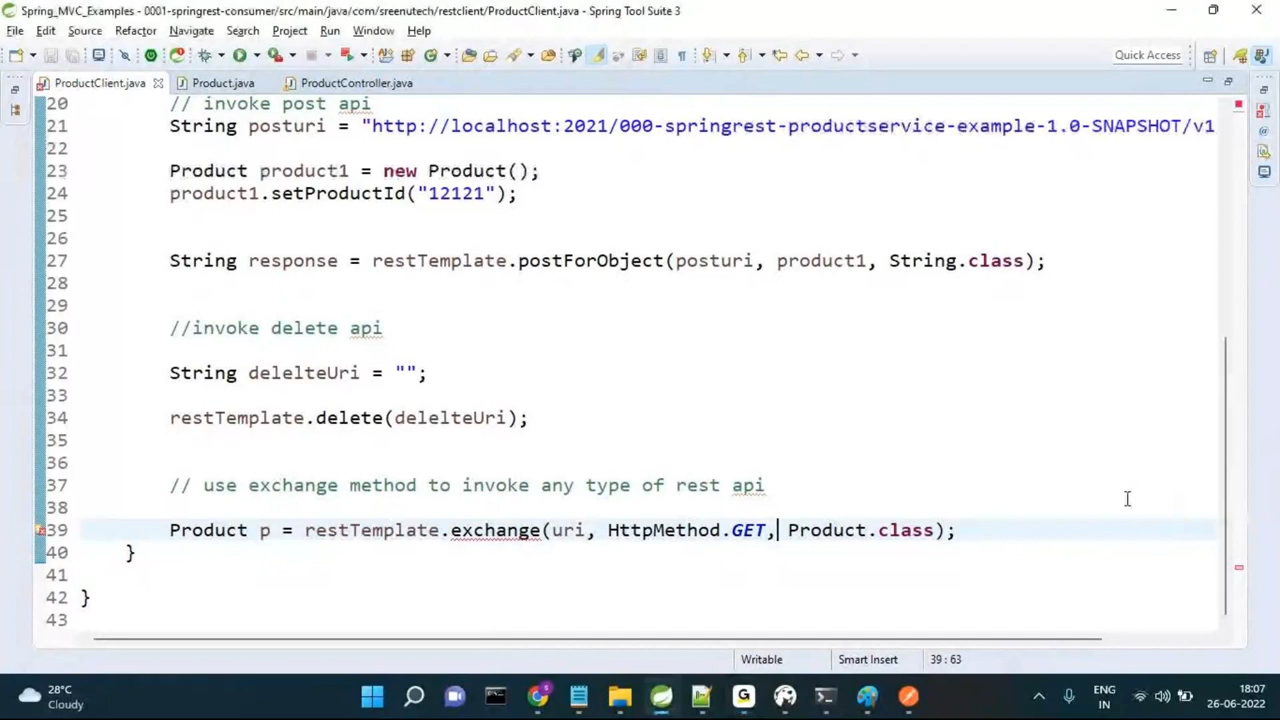 Spring_MVC_Examples - 0001-springrest-consumer/src/main/java/com/sreenutech/restclient/ProductClient.java - Spring Tool Suite 3
File Edit Source Refactor Navigate Search Project Run Window Help
Quick Access
ProductClient.java Product.java ProductController.java
20 // invoke post api
21 String posturi = "http://localhost:2021/000-springrest-productservice-example-1.0-SNAPSHOT/v1
22
23 Product product1 = new Product();
24 product1.setProductId("12121");
25
26
27 String response = restTemplate.postForObject(posturi, product1, String.class);
28
29
30 //invoke delete api
31
32 String delelteUri = "";
33
34 restTemplate.delete(delelteUri);
35
36
37 // use exchange method to invoke any type of rest api
38
39 Product p = restTemplate.exchange(uri, HttpMethod.GET, Product.class);
40 }
41
42 }
43
Writable Smart Insert 39 : 63
28°C
Cloudy
ENG
IN
18:07
26-06-2022